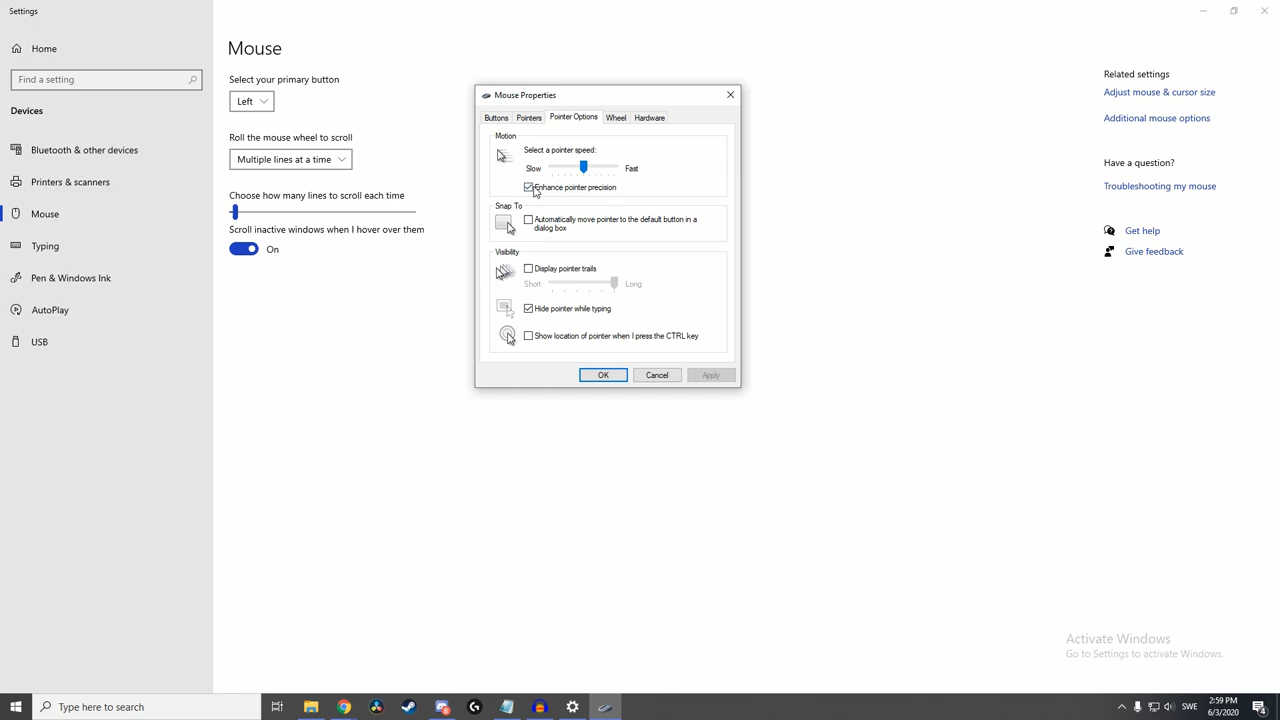 Settings
Home
Find a setting
Devices
Bluetooth & other devices
Printers & scanners
Mouse
Typing
Pen & Windows Ink
AutoPlay
USB
Mouse
Select your primary button
Left
Roll the mouse wheel to scroll
Multiple lines at a time
Choose how many lines to scroll each time
Scroll inactive windows when I hover over them
On
Mouse Properties
Buttons Pointers Pointer Options Wheel Hardware
Motion
Select a pointer speed:
Slow Fast
Enhance pointer precision
Snap To
Automatically move pointer to the default button in a
dialog box
Visibility
Display pointer trails
Short Long
Hide pointer while typing
Show location of pointer when I press the CTRL key
OK Cancel Apply
Related settings
Adjust mouse & cursor size
Additional mouse options
Have a question?
Troubleshooting my mouse
Get help
Give feedback
Activate Windows
Go to Settings to activate Windows.
Type here to search
SWE
2:59 PM
6/3/2020